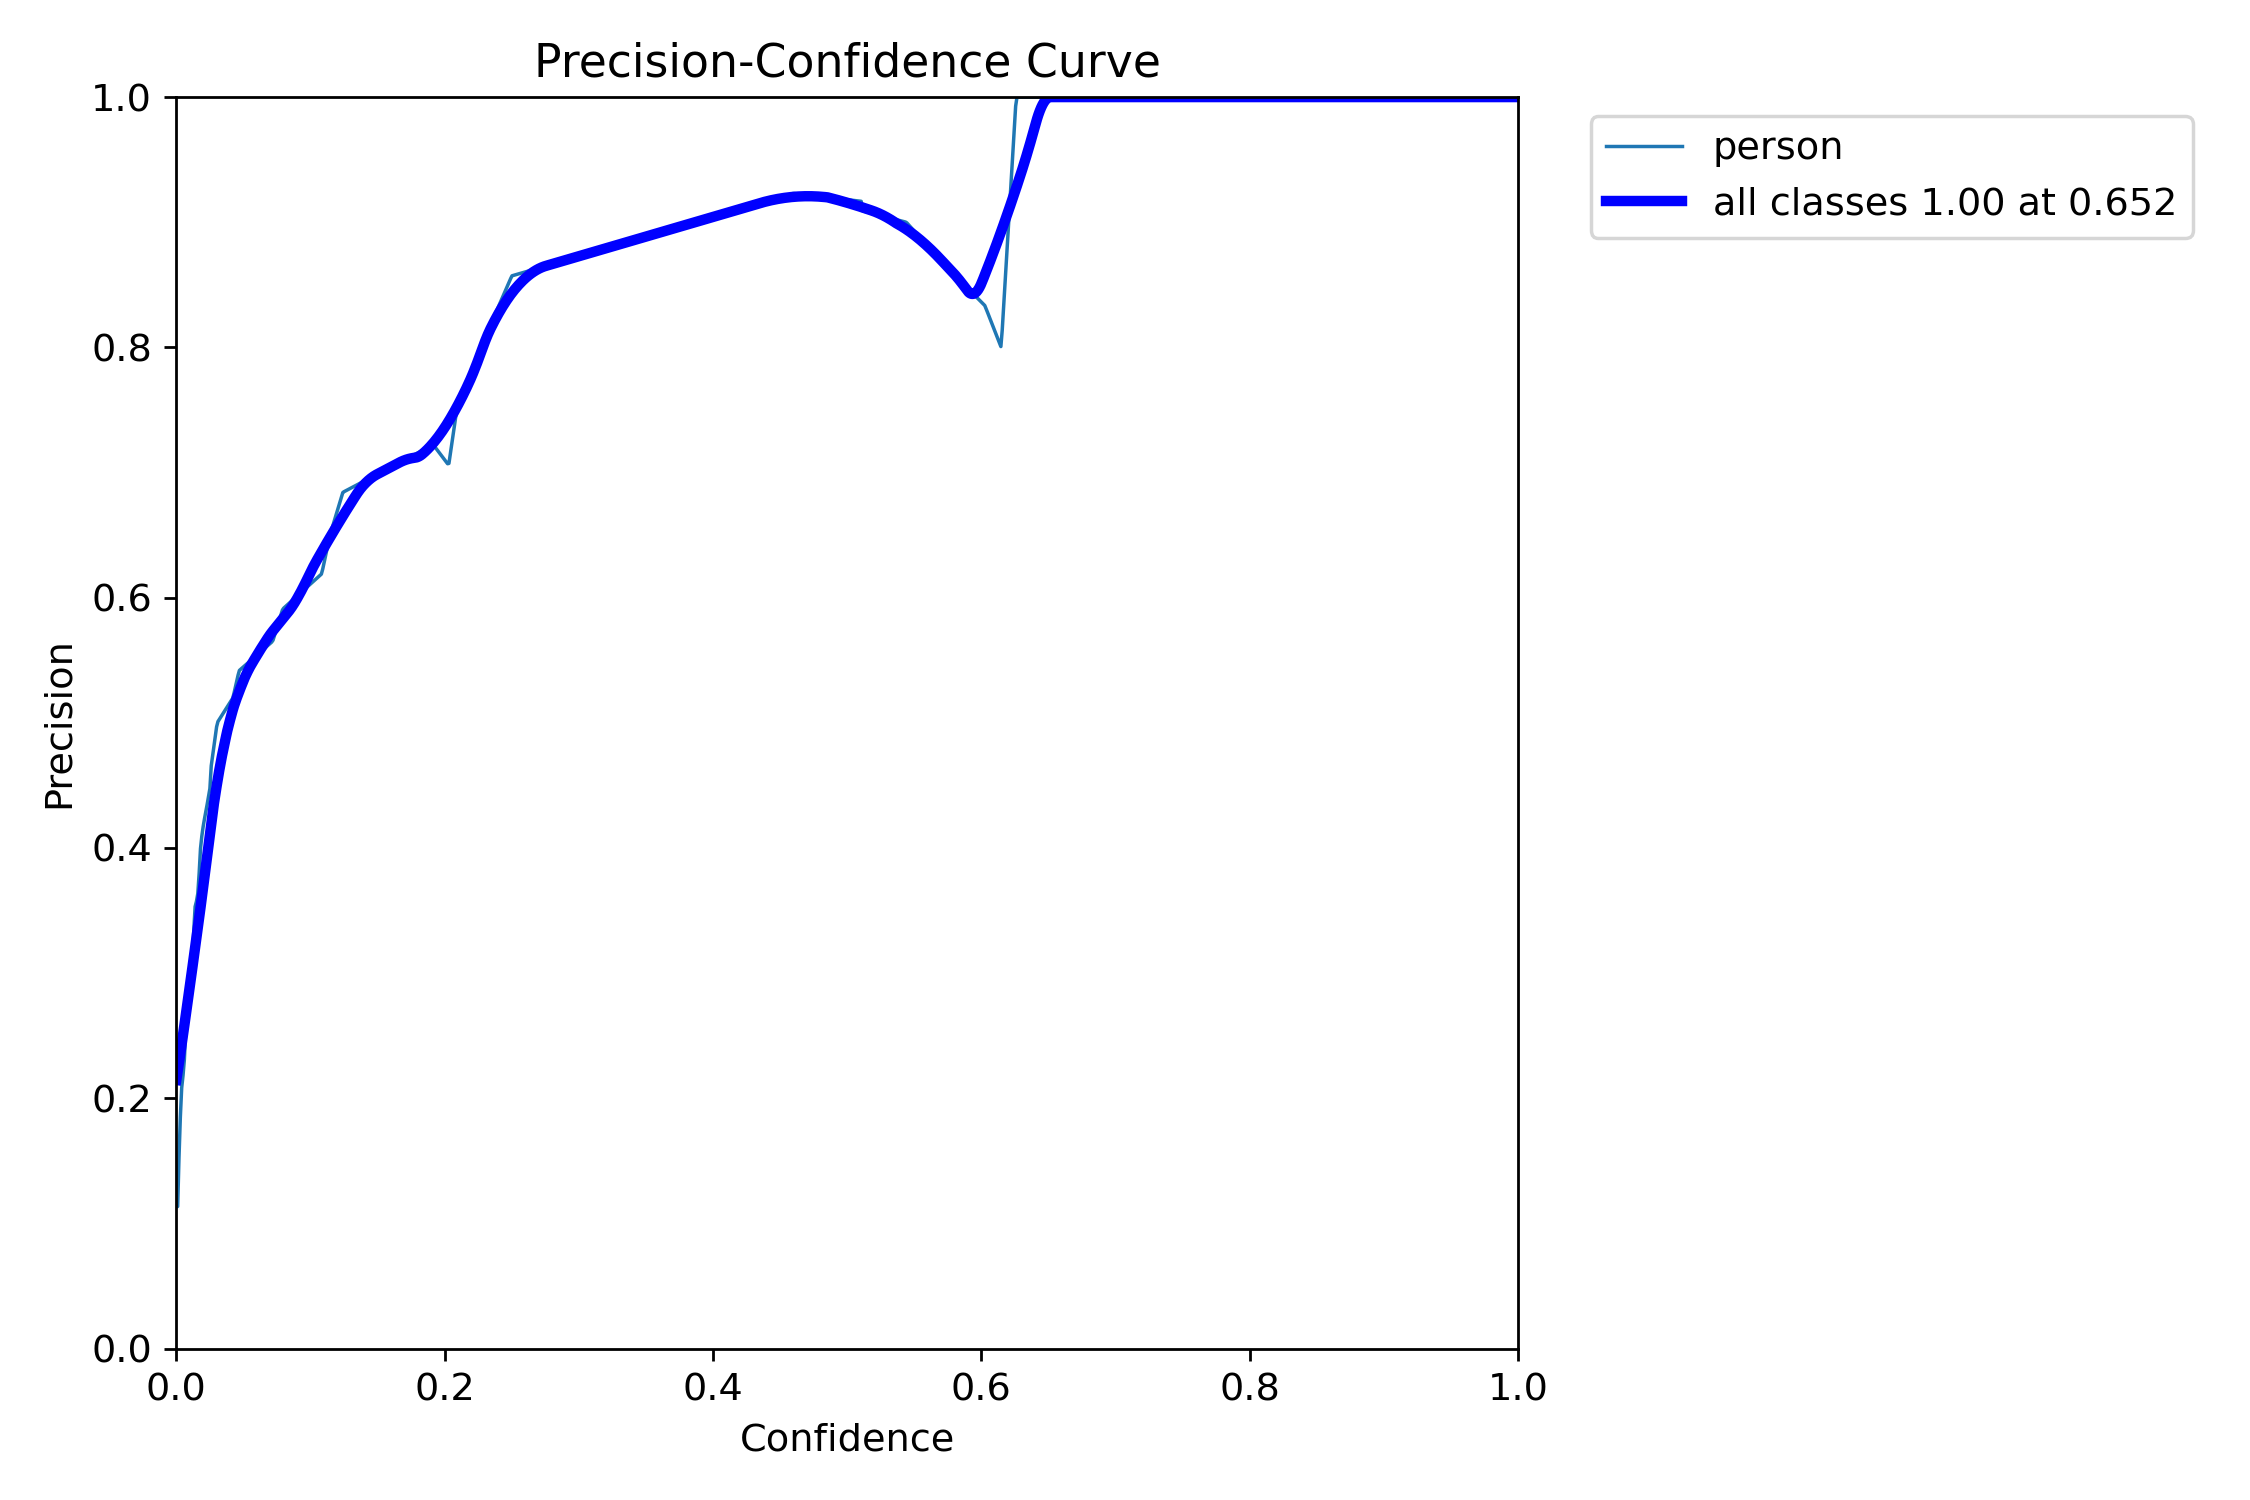 Precision-Confidence Curve
1.0
0.8
0.6
0.4
0.2
0.0
Precision
0.0 0.2 0.4 0.6 0.8 1.0
Confidence
person
all classes 1.00 at 0.652